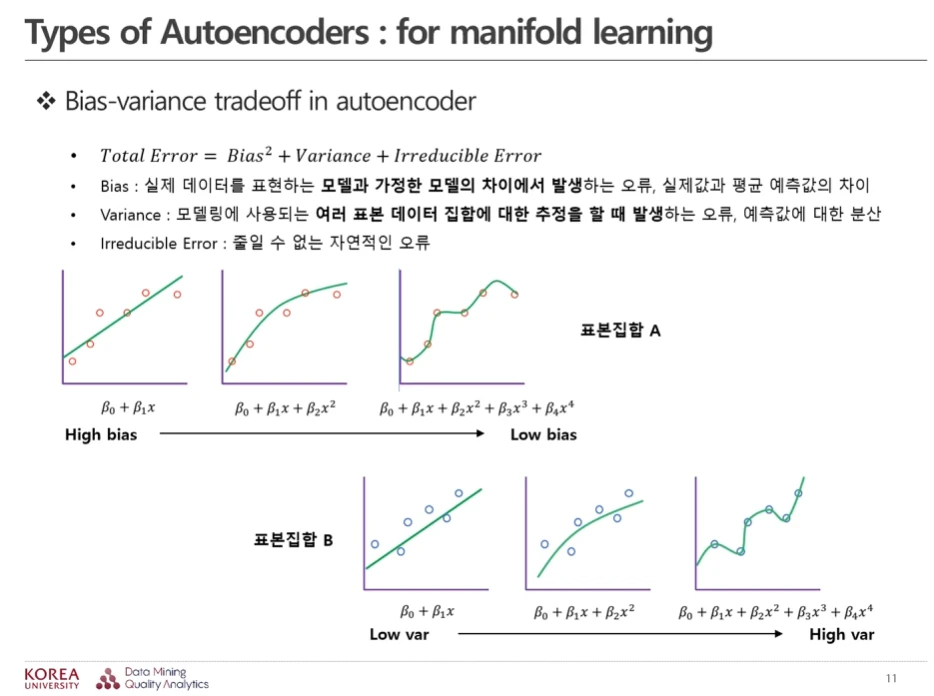 Types of Autoencoders : for manifold learning
❖ Bias-variance tradeoff in autoencoder
• Total Error = Bias² + Variance + Irreducible Error
• Bias : 실제 데이터를 표현하는 모델과 가정한 모델의 차이에서 발생하는 오류, 실제값과 평균 예측값의 차이
• Variance : 모델링에 사용되는 여러 표본 데이터 집합에 대한 추정을 할 때 발생하는 오류, 예측값에 대한 분산
• Irreducible Error : 줄일 수 없는 자연적인 오류
표본집합 A
β₀ + β₁x
β₀ + β₁x + β₂x²
β₀ + β₁x + β₂x² + β₃x³ + β₄x⁴
High bias
Low bias
표본집합 B
β₀ + β₁x
β₀ + β₁x + β₂x²
β₀ + β₁x + β₂x² + β₃x³ + β₄x⁴
Low var
High var
KOREA
UNIVERSITY
Data Mining
Quality Analytics
11